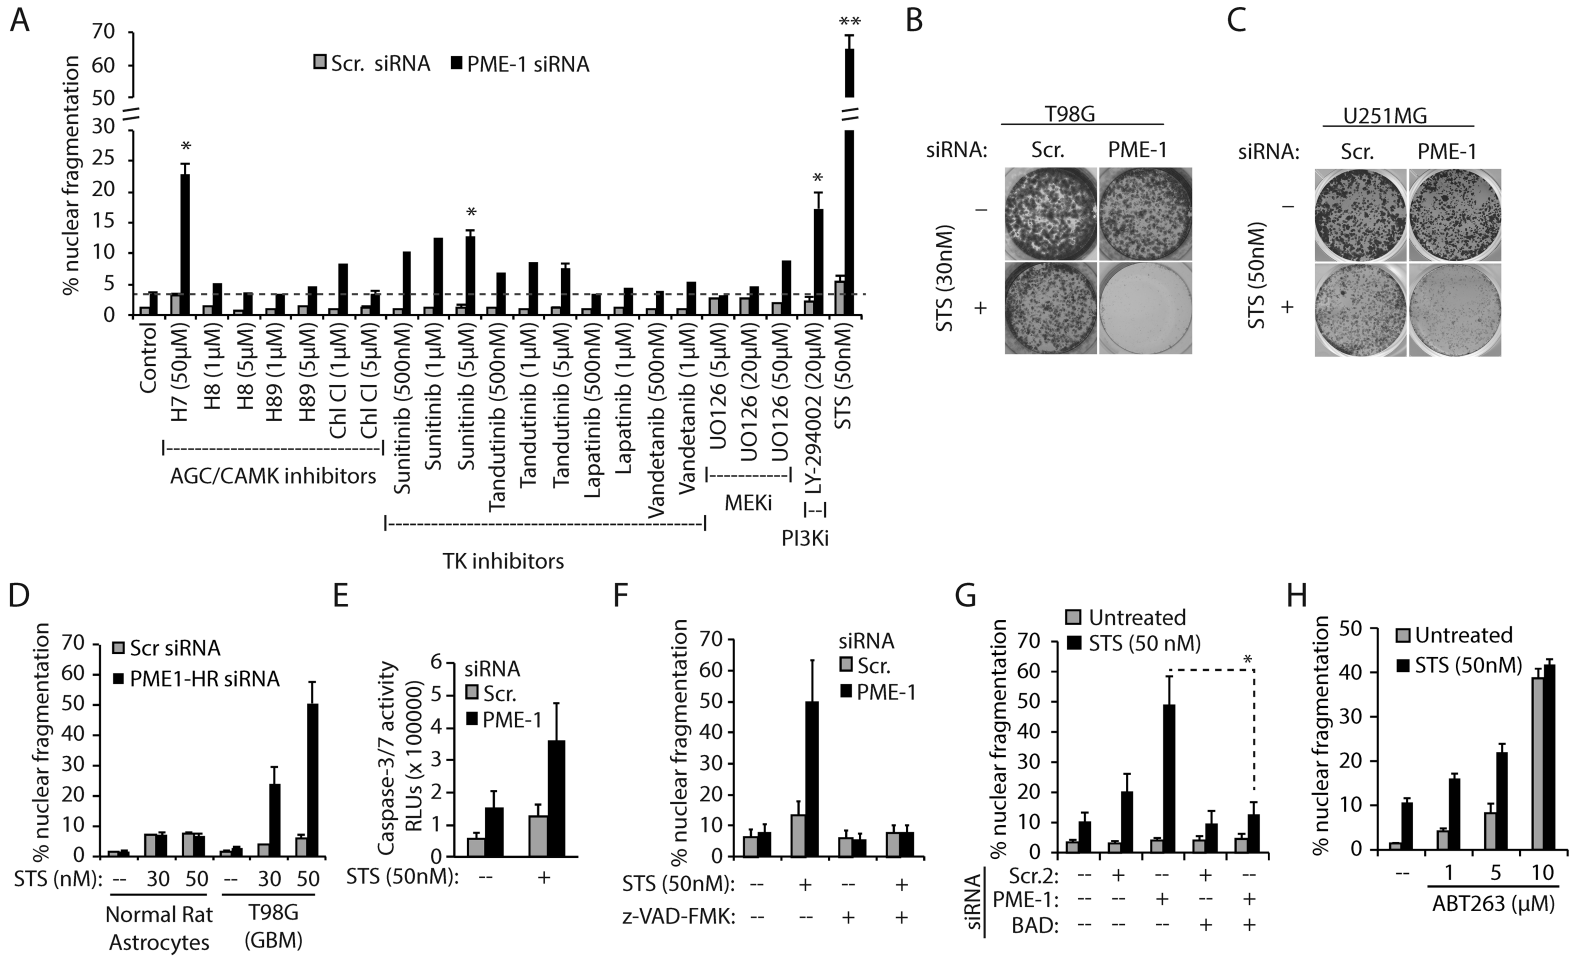 A
% nuclear fragmentation
70
60
50
30
25
20
15
10
5
0
Scr. siRNA
PME-1 siRNA
*
*
*
**
Control
H7 (50µM)
H8 (1µM)
H8 (5µM)
H89 (1µM)
H89 (5µM)
Chl Cl (1µM)
Chl Cl (5µM)
Sunitinib (500nM)
Sunitinib (1µM)
Sunitinib (5µM)
Tandutinib (500nM)
Tandutinib (1µM)
Tandutinib (5µM)
Lapatinib (500nM)
Lapatinib (1µM)
Vandetanib (500nM)
Vandetanib (1µM)
UO126 (5µM)
UO126 (20µM)
UO126 (50µM)
LY-294002 (20µM)
STS (50nM)
AGC/CAMK inhibitors
TK inhibitors
MEKi
PI3Ki
B
T98G
siRNA: Scr. PME-1
STS (30nM)
–
+
C
U251MG
siRNA: Scr. PME-1
STS (50nM)
–
+
D
% nuclear fragmentation
70
60
50
40
30
20
10
0
Scr siRNA
PME1-HR siRNA
STS (nM): -- 30 50 -- 30 50
Normal Rat
Astrocytes
T98G
(GBM)
E
Caspase-3/7 activity
RLUs (x 100000)
6
5
4
3
2
1
0
siRNA
Scr.
PME-1
STS (50nM): -- +
F
% nuclear fragmentation
70
60
50
40
30
20
10
0
siRNA
Scr.
PME-1
STS (50nM): -- + -- +
z-VAD-FMK: -- -- + +
G
% nuclear fragmentation
70
60
50
40
30
20
10
0
Untreated
STS (50 nM)
*
siRNA
Scr.2: -- + -- + --
PME-1: -- -- + -- +
BAD: -- -- -- + +
H
% nuclear fragmentation
50
40
30
20
10
0
Untreated
STS (50nM)
-- 1 5 10
ABT263 (µM)